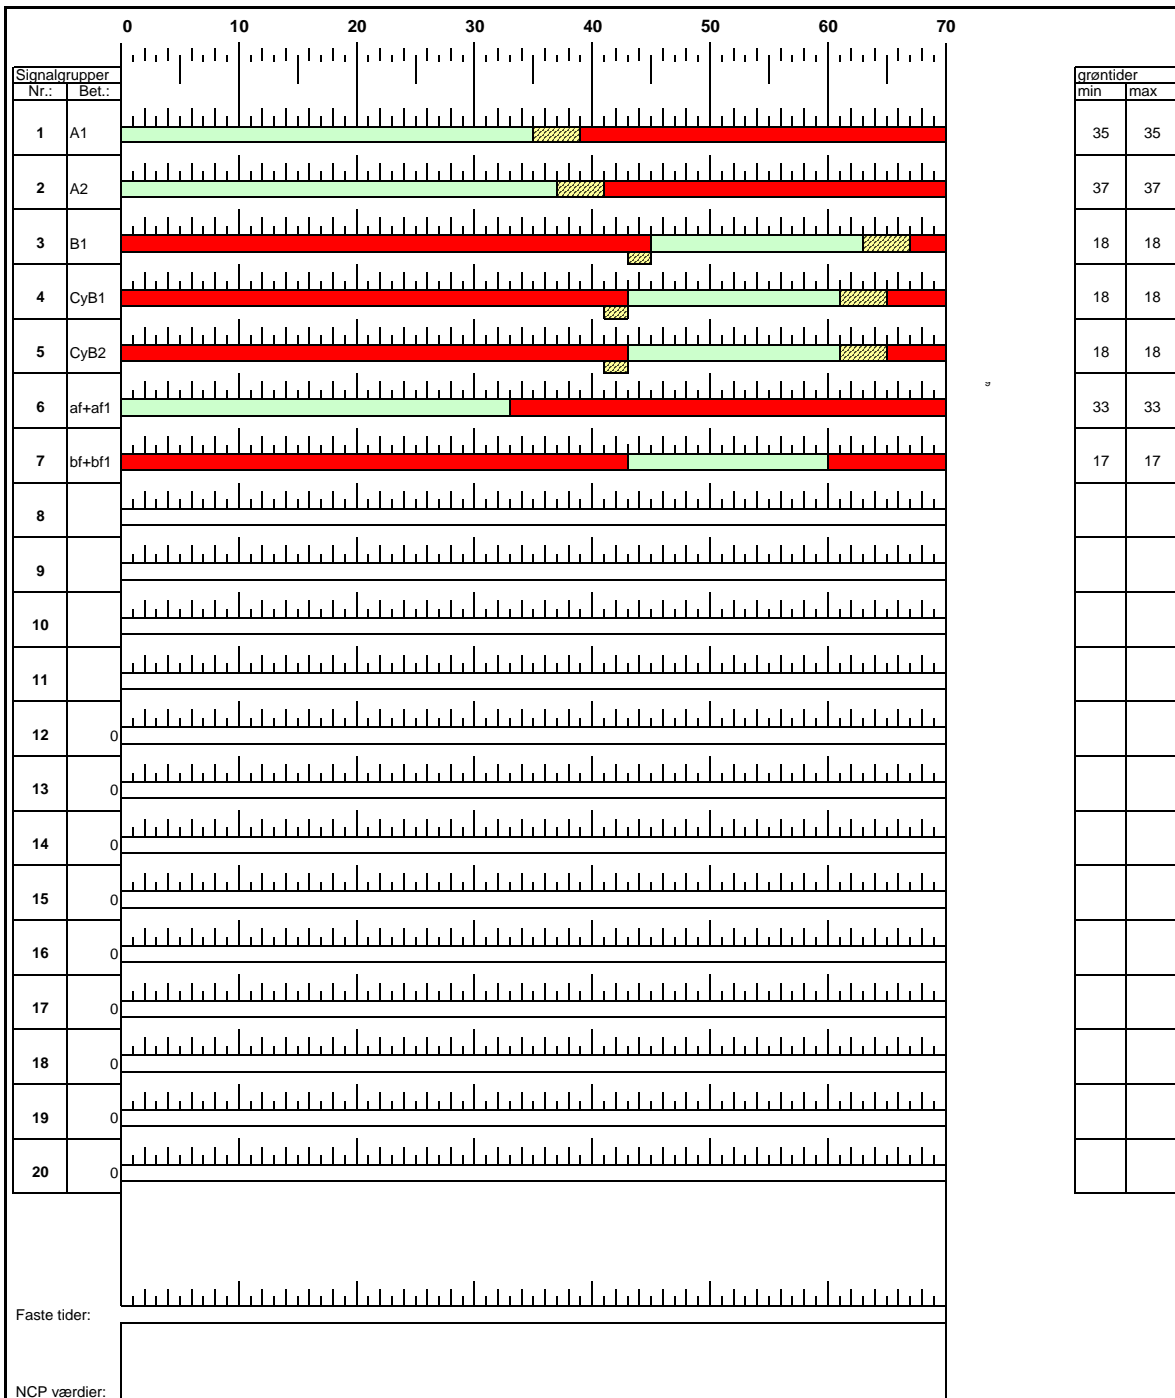 0 10 20 30 40 50 60 70
Signalgrupper grøntider
Nr.: Bet.: min max
1 A1 35 35
2 A2 37 37
3 B1 18 18
4 CyB1 18 18
5 CyB2 18 18
6 af+af1 33 33
7 bf+bf1 17 17
8
9
10
11
12 0
13 0
14 0
15 0
16 0
17 0
18 0
19 0
20 0
Faste tider:
NCP værdier: